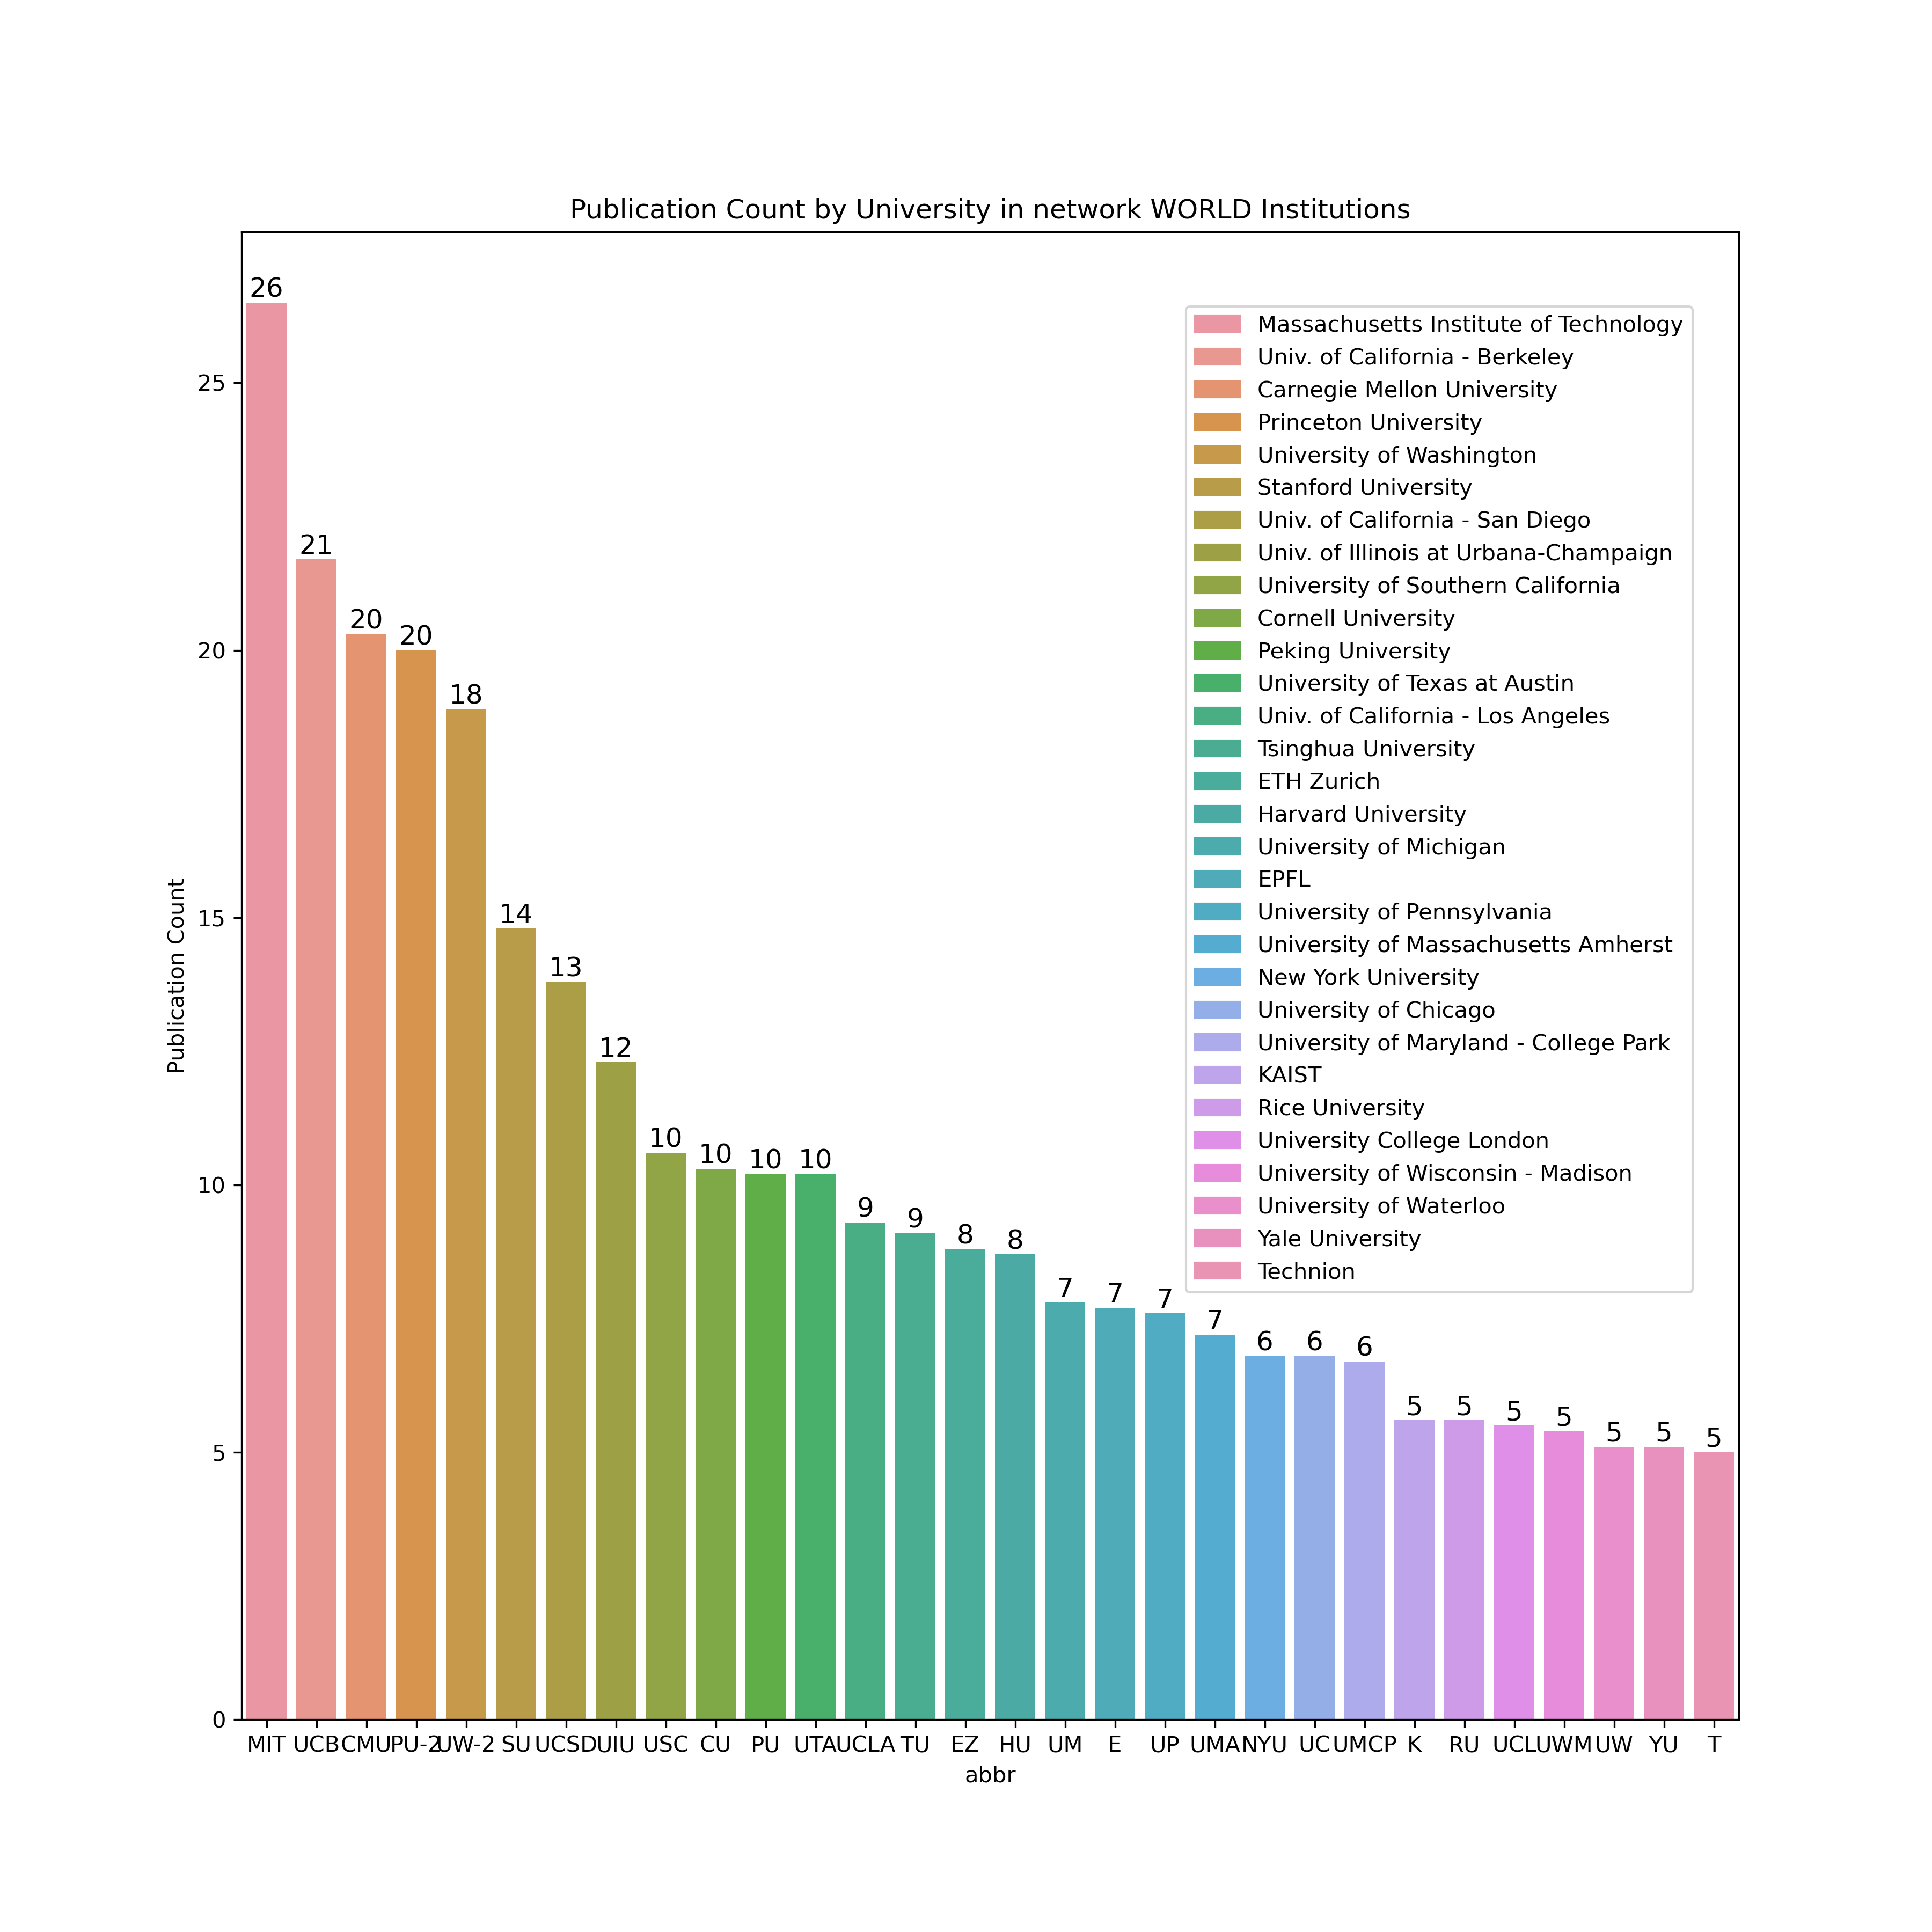 Publication Count by University in network WORLD Institutions
26
21
20
20
18
14
13
12
10
10
10
10
9
9
8
8
7
7
7
7
6
6
6
5
5
5
5
5
5
5
Massachusetts Institute of Technology
Univ. of California - Berkeley
Carnegie Mellon University
Princeton University
University of Washington
Stanford University
Univ. of California - San Diego
Univ. of Illinois at Urbana-Champaign
University of Southern California
Cornell University
Peking University
University of Texas at Austin
Univ. of California - Los Angeles
Tsinghua University
ETH Zurich
Harvard University
University of Michigan
EPFL
University of Pennsylvania
University of Massachusetts Amherst
New York University
University of Chicago
University of Maryland - College Park
KAIST
Rice University
University College London
University of Wisconsin - Madison
University of Waterloo
Yale University
Technion
Publication Count
25
20
15
10
5
0
MIT UCB CMU PU-2 UW-2 SU UCSD UIU USC CU PU UTA UCLA TU EZ HU UM E UP UMA NYU UC UMCP K RU UCL UWM UW YU T
abbr